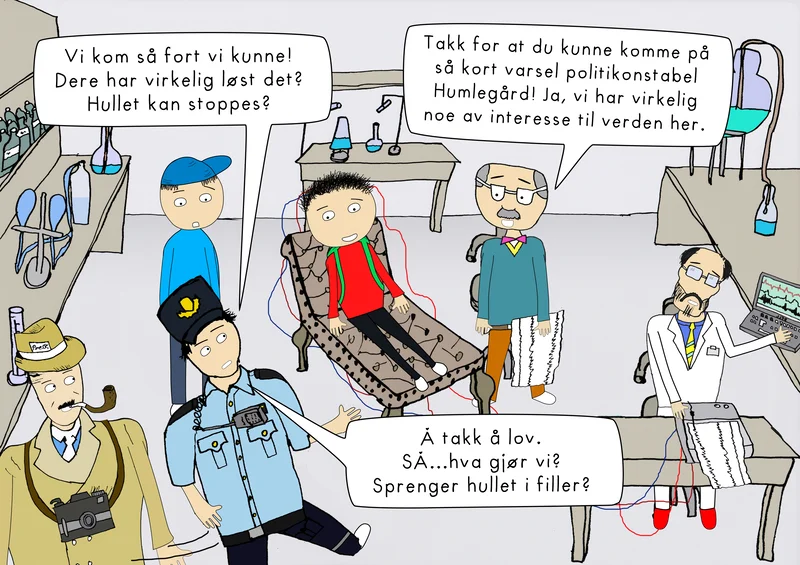 Vi kom så fort vi kunne!
Dere har virkelig løst det?
Hullet kan stoppes?
Takk for at du kunne komme på
så kort varsel politikonstabel
Humlegård! Ja, vi har virkelig
noe av interesse til verden her.
Å takk å lov.
SÅ...hva gjør vi?
Sprenger hullet i filler?